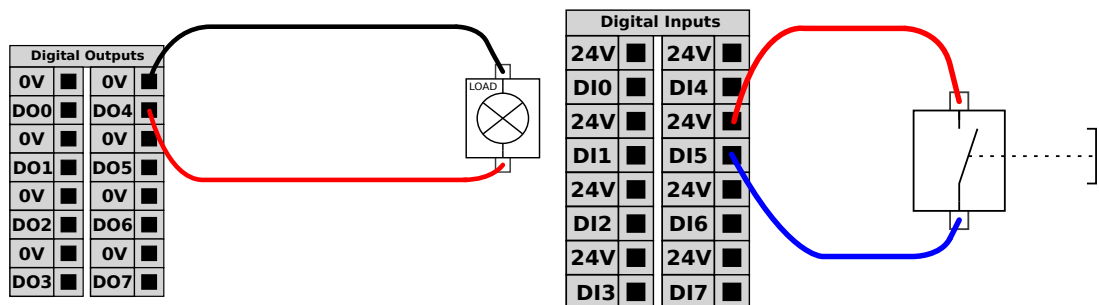 Digital Outputs
0V 0V
DO0 DO4
0V 0V
DO1 DO5
0V 0V
DO2 DO6
0V 0V
DO3 DO7
LOAD
Digital Inputs
24V 24V
DI0 DI4
24V 24V
DI1 DI5
24V 24V
DI2 DI6
24V 24V
DI3 DI7